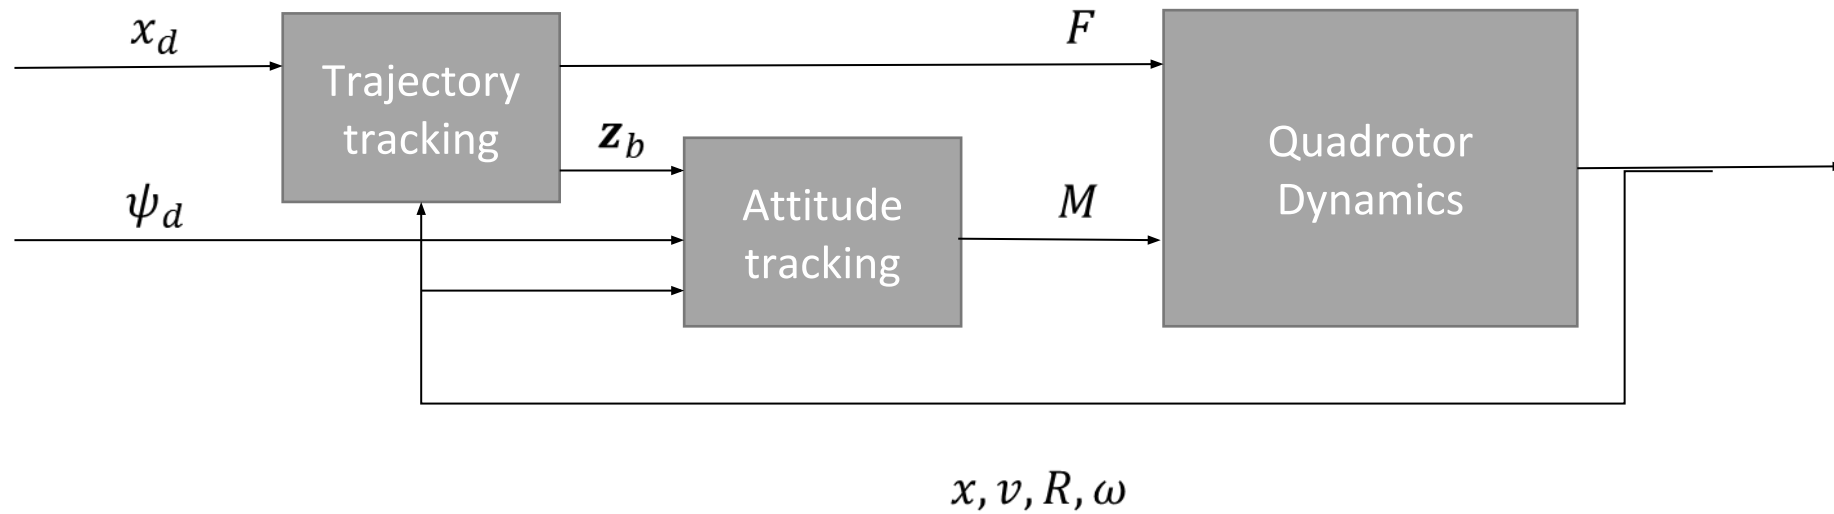 x_d
F
Trajectory
tracking
z_b
Quadrotor
Dynamics
ψ_d
Attitude
tracking
M
x, v, R, ω